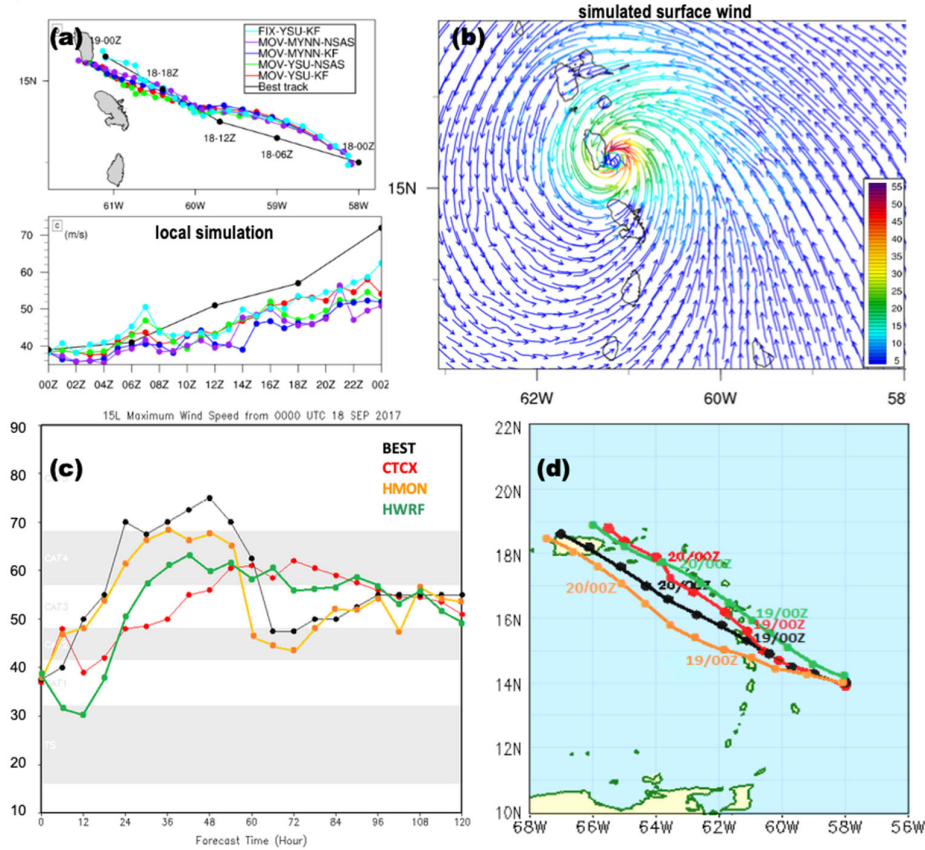 (a)
19-00Z
18-18Z
18-12Z
18-06Z
18-00Z
FIX-YSU-KF
MOV-MYNN-NSAS
MOV-MYNN-KF
MOV-YSU-NSAS
MOV-YSU-KF
Best track
15N
61W 60W 59W 58W
c (m/s)
local simulation
70
60
50
40
00Z 02Z 04Z 06Z 08Z 10Z 12Z 14Z 16Z 18Z 20Z 22Z 00Z
simulated surface wind
(b)
15N
55
50
45
40
35
30
25
20
15
10
5
62W 60W 58
15L Maximum Wind Speed from 0000 UTC 18 SEP 2017
(c)
BEST
CTCX
HMON
HWRF
90
80
70
60
50
40
30
20
10
CAT4
CAT3
TS
0 12 24 36 48 60 72 84 96 108 120
Forecast Time (Hour)
(d)
22N
20N
18N
16N
14N
12N
10N
20/00Z
20/00Z
20/00Z
20/00Z
19/00Z
19/00Z
19/00Z
19/00Z
68W 66W 64W 62W 60W 58W 56W